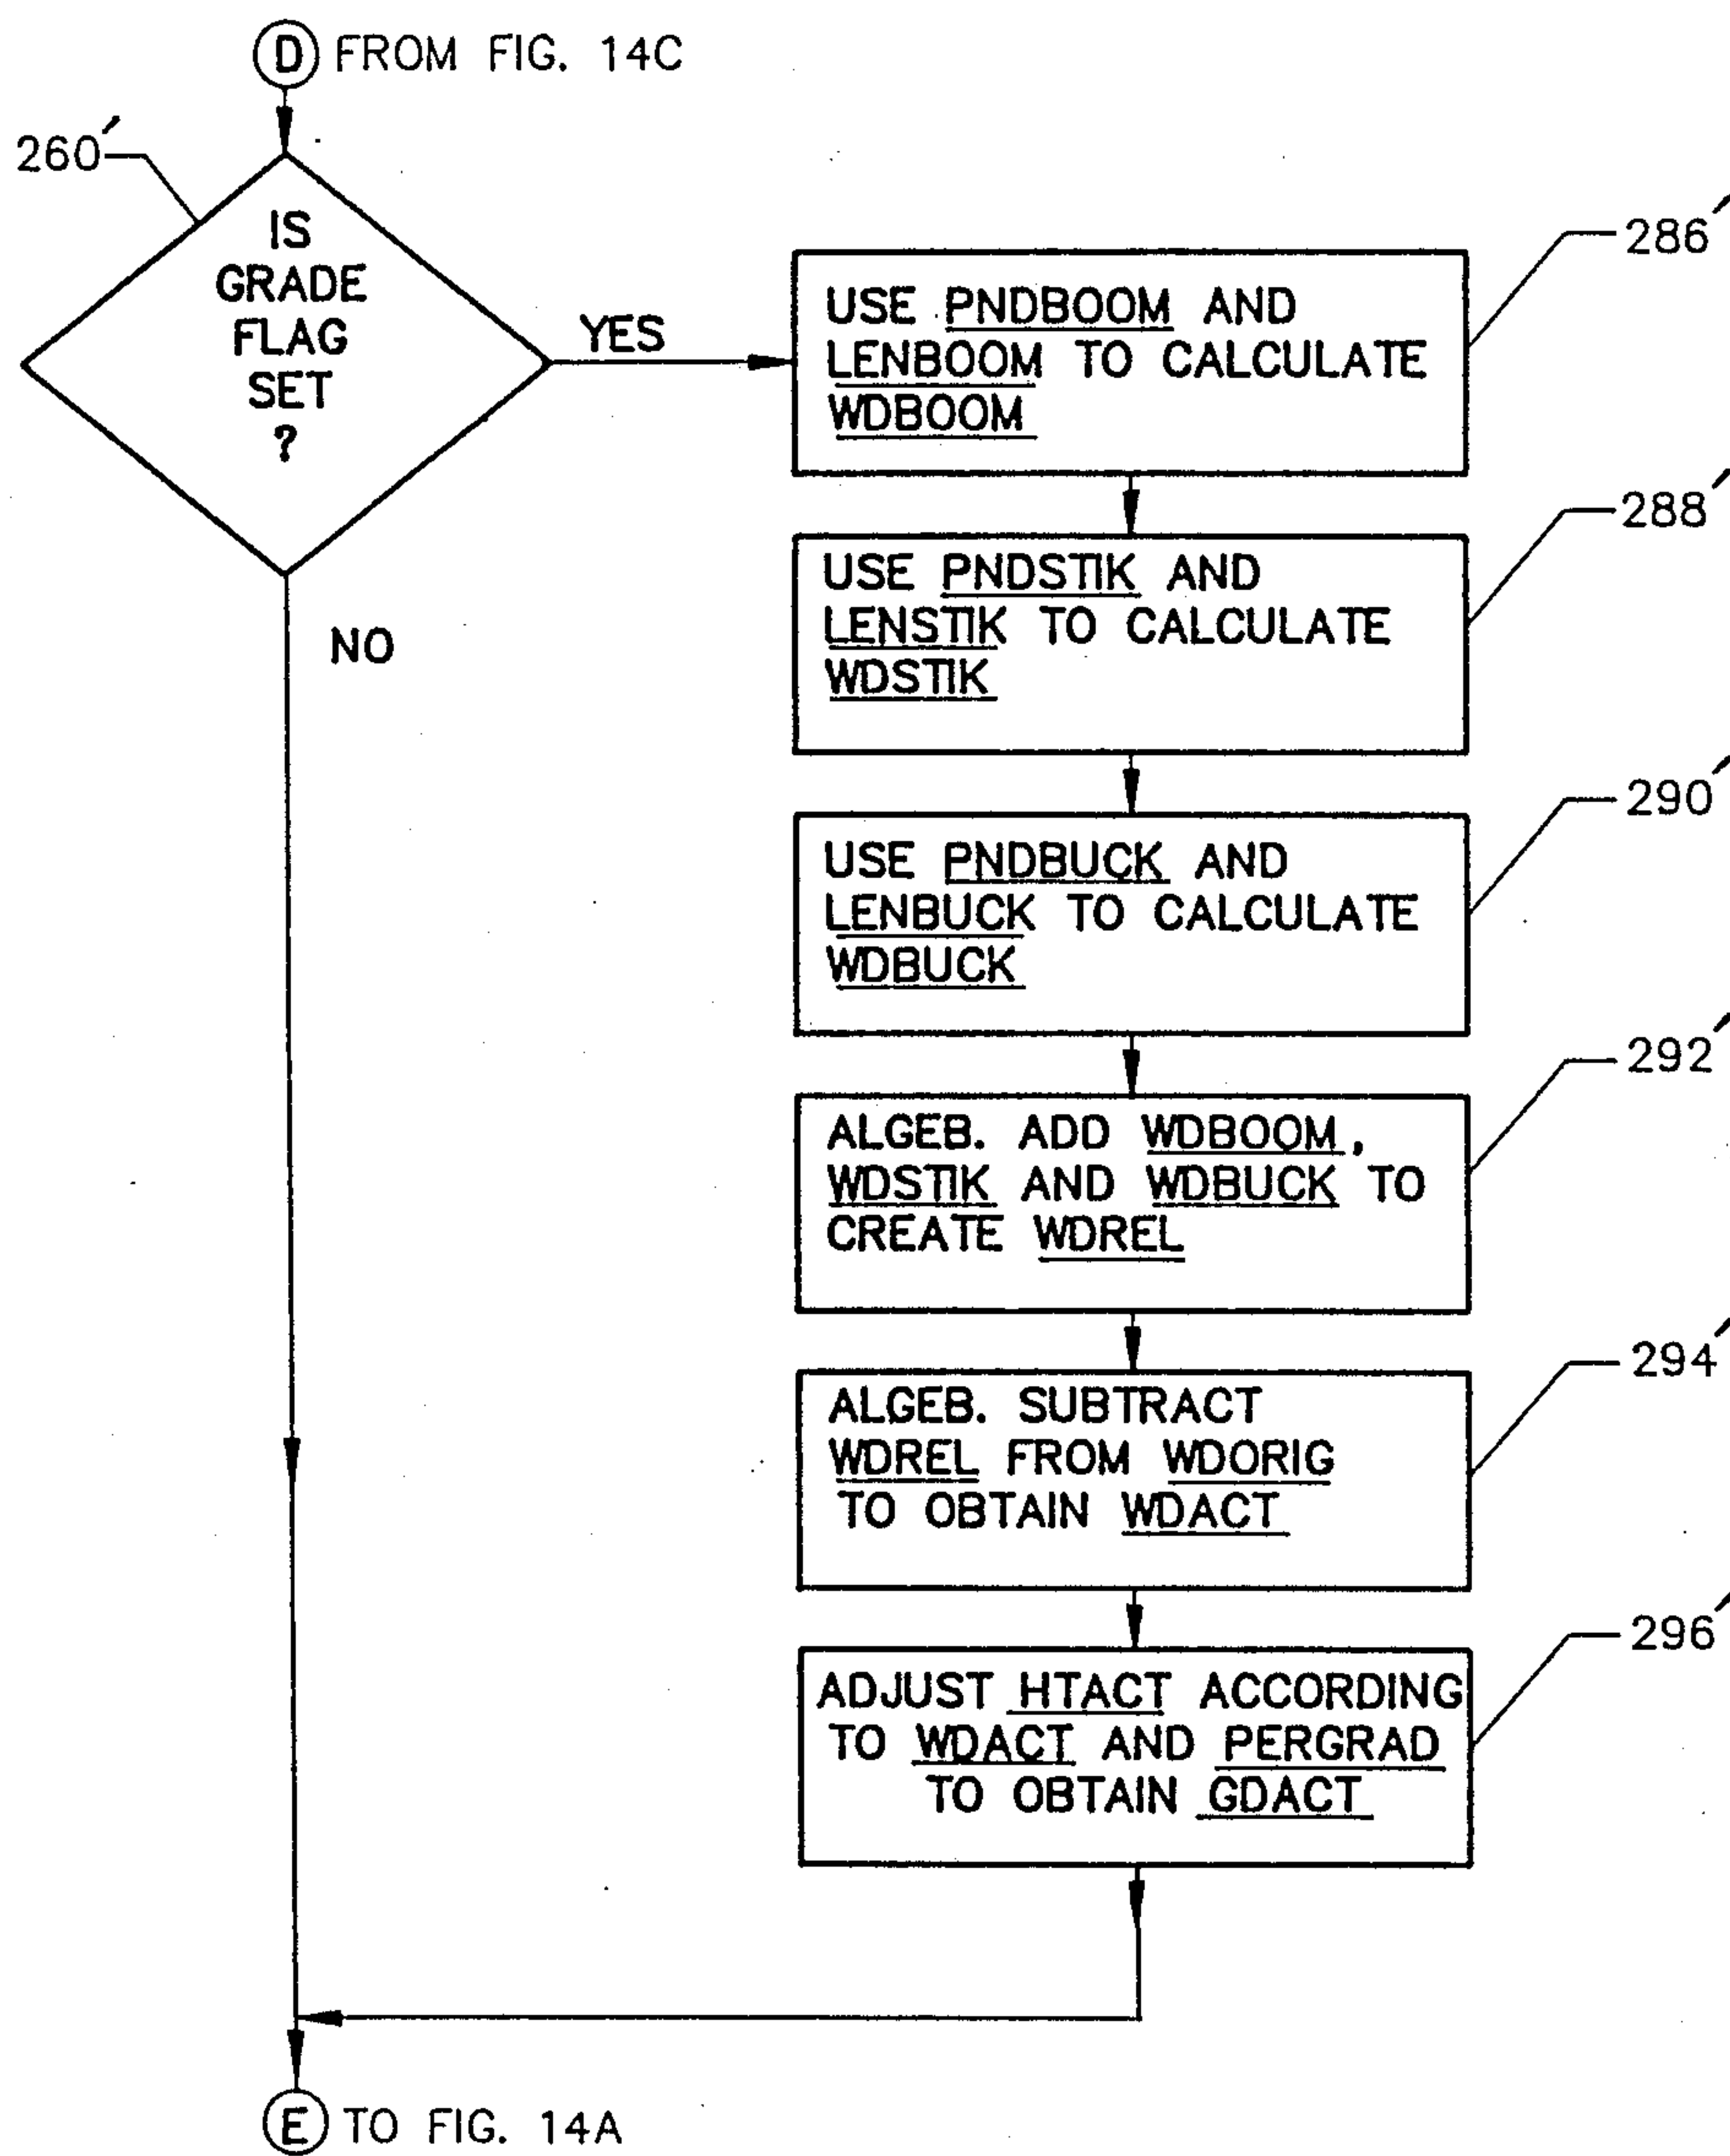 D FROM FIG. 14C
260'
IS
GRADE
FLAG
SET
?
YES
NO
286'
USE PNDBOOM AND
LENBOOM TO CALCULATE
WDBOOM
288'
USE PNDSTIK AND
LENSTIK TO CALCULATE
WDSTIK
290'
USE PNDBUCK AND
LENBUCK TO CALCULATE
WDBUCK
292'
ALGEB. ADD WDBOOM,
WDSTIK AND WDBUCK TO
CREATE WDREL
294'
ALGEB. SUBTRACT
WDREL FROM WDORIG
TO OBTAIN WDACT
296'
ADJUST HTACT ACCORDING
TO WDACT AND PERGRAD
TO OBTAIN GDACT
E TO FIG. 14A